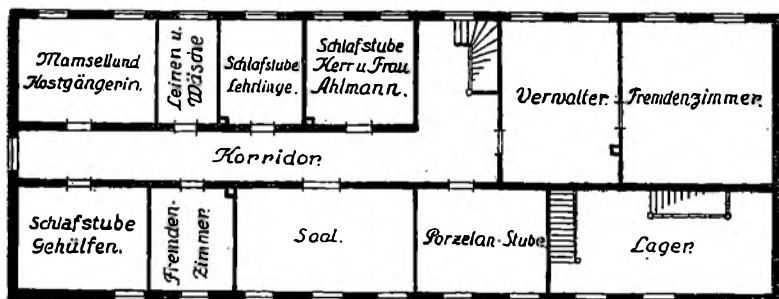 Mamsell und
Kostgängerin.
Leinen u.
Wäsche
Schlafstube
Lehrlinge.
Schlafstube
Herr u. Frau
Ahlmann.
Verwalter.
Fremdenzimmer.
Korridor.
Schlafstube
Gehülfen.
Fremden-
Zimmer.
Saal.
Porzelan-Stube
Lager.